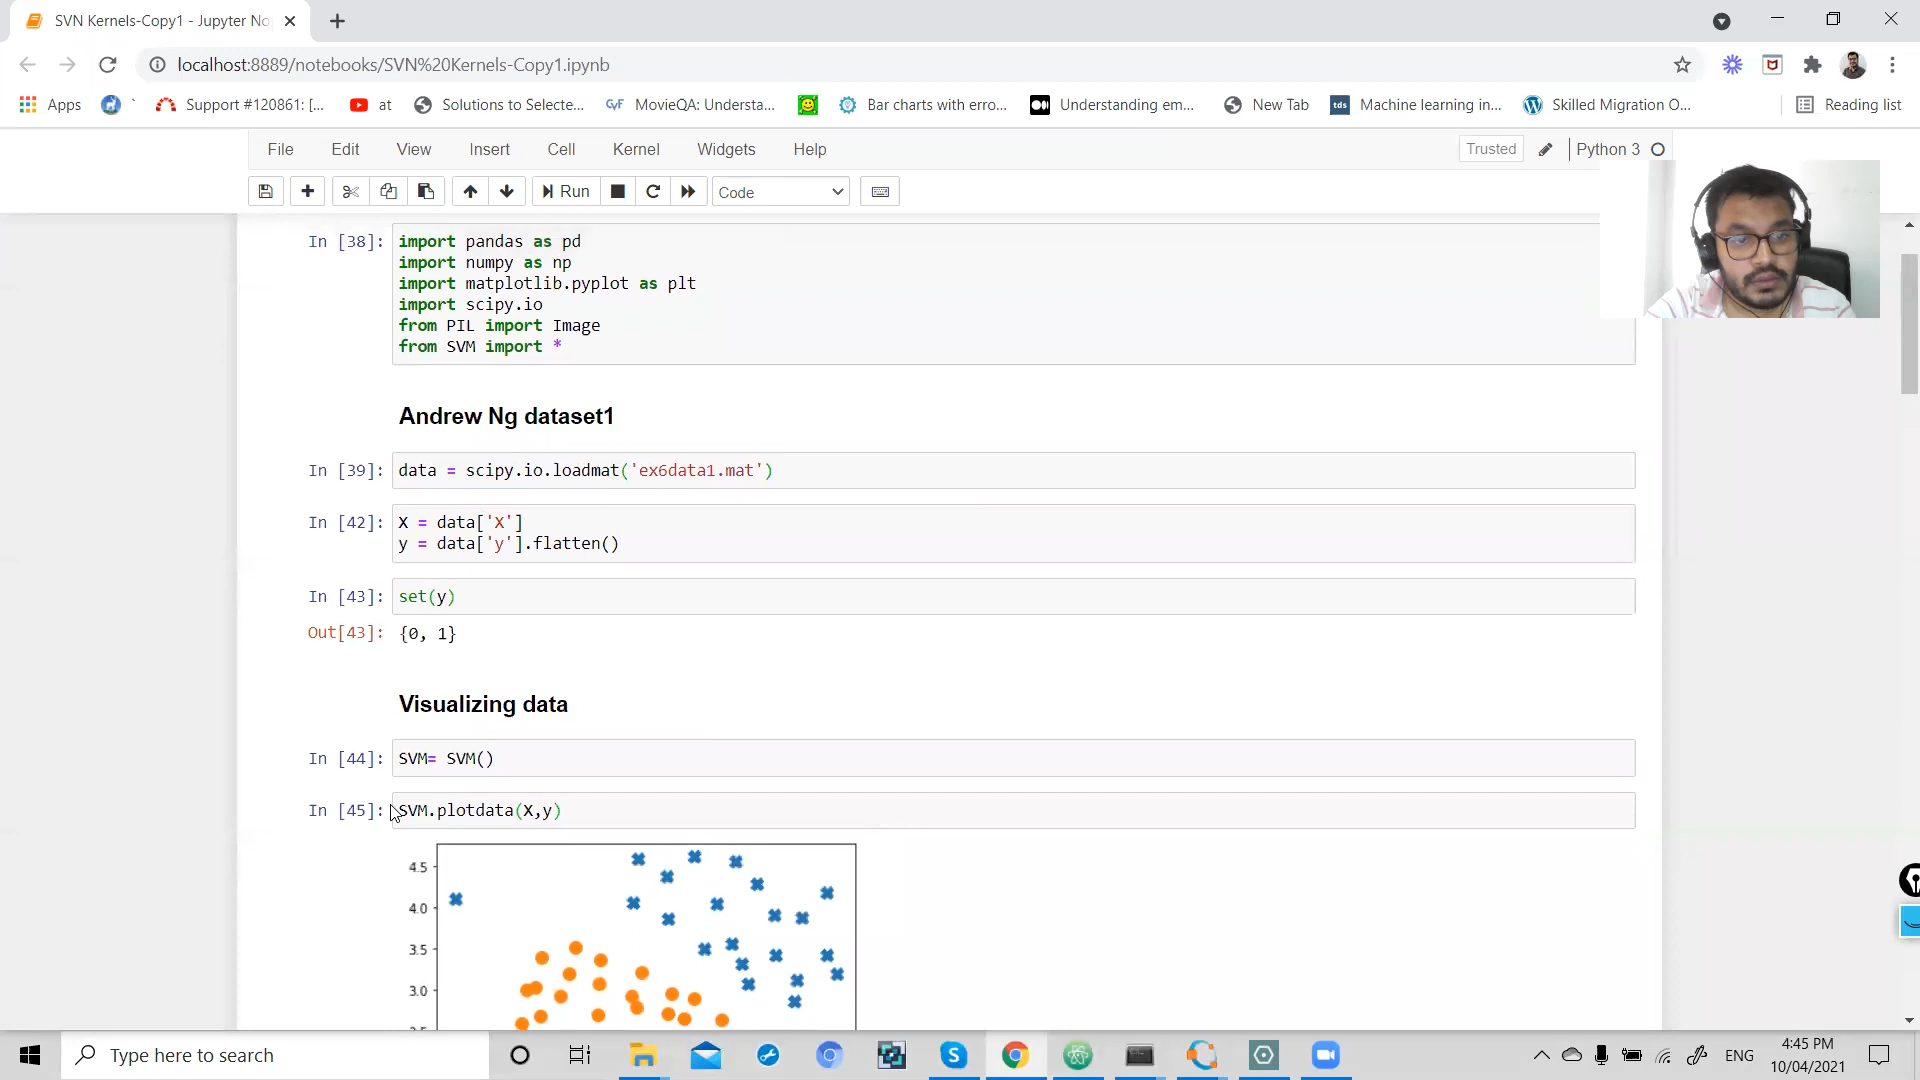 SVN Kernels-Copy1 - Jupyter No
localhost:8889/notebooks/SVN%20Kernels-Copy1.ipynb
Apps
Support #120861: [...
at
Solutions to Selecte...
MovieQA: Understa...
Bar charts with erro...
Understanding em...
New Tab
tds
Machine learning in...
Skilled Migration O...
Reading list
File Edit View Insert Cell Kernel Widgets Help
Trusted
Python 3
Run
Code
In [38]:
import pandas as pd
import numpy as np
import matplotlib.pyplot as plt
import scipy.io
from PIL import Image
from SVM import *
Andrew Ng dataset1
In [39]: data = scipy.io.loadmat('ex6data1.mat')
In [42]: X = data['X']
y = data['y'].flatten()
In [43]: set(y)
Out[43]: {0, 1}
Visualizing data
In [44]: SVM= SVM()
In [45]: SVM.plotdata(X,y)
4.5
4.0
3.5
3.0
Type here to search
ENG
4:45 PM
10/04/2021